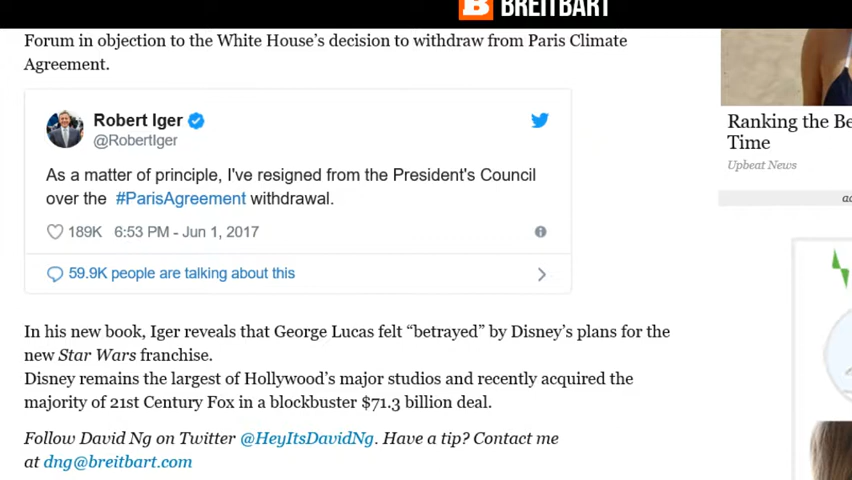 BREITBART
Forum in objection to the White House's decision to withdraw from Paris Climate
Agreement.
Robert Iger
@RobertIger
As a matter of principle, I've resigned from the President's Council
over the #ParisAgreement withdrawal.
189K 6:53 PM - Jun 1, 2017
59.9K people are talking about this
In his new book, Iger reveals that George Lucas felt “betrayed” by Disney’s plans for the
new Star Wars franchise.
Disney remains the largest of Hollywood’s major studios and recently acquired the
majority of 21st Century Fox in a blockbuster $71.3 billion deal.
Follow David Ng on Twitter @HeyItsDavidNg. Have a tip? Contact me
at dng@breitbart.com
Ranking the Be
Time
Upbeat News